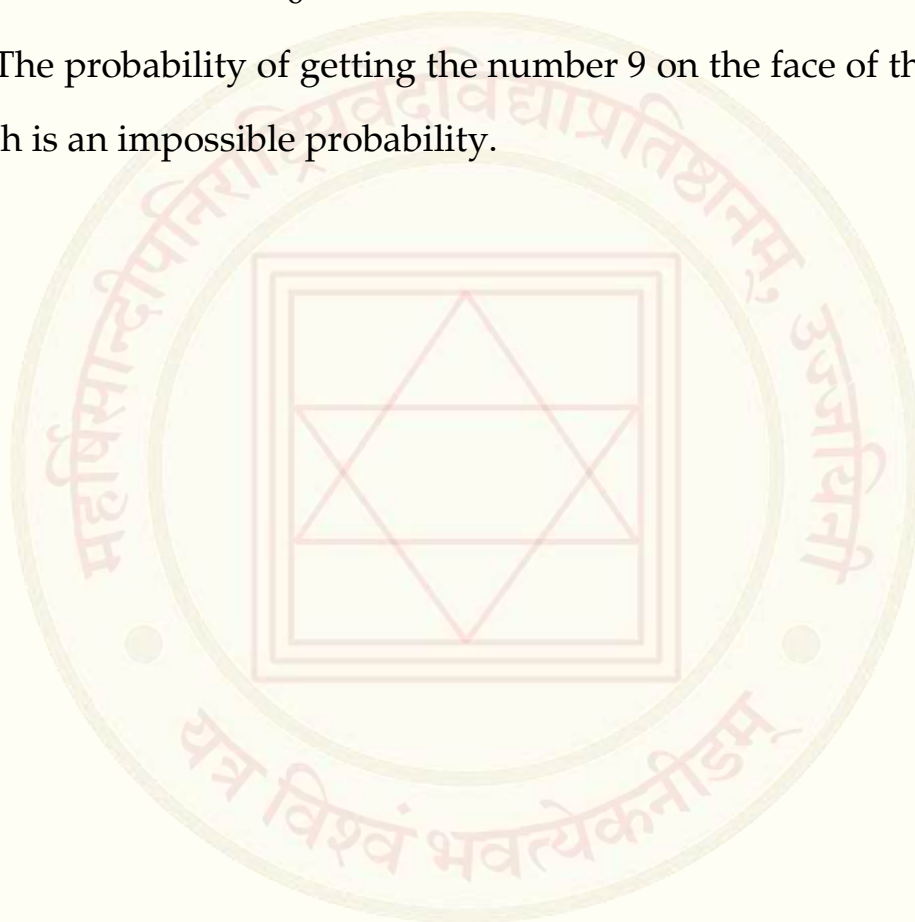 The probability of getting the number 9 on the face of th
h is an impossible probability.
महर्षिसान्दीपनिराष्ट्रियवेदविद्याप्रतिष्ठानम्, उज्जयिनी
यत्र विश्वं भवत्येकनीडम्